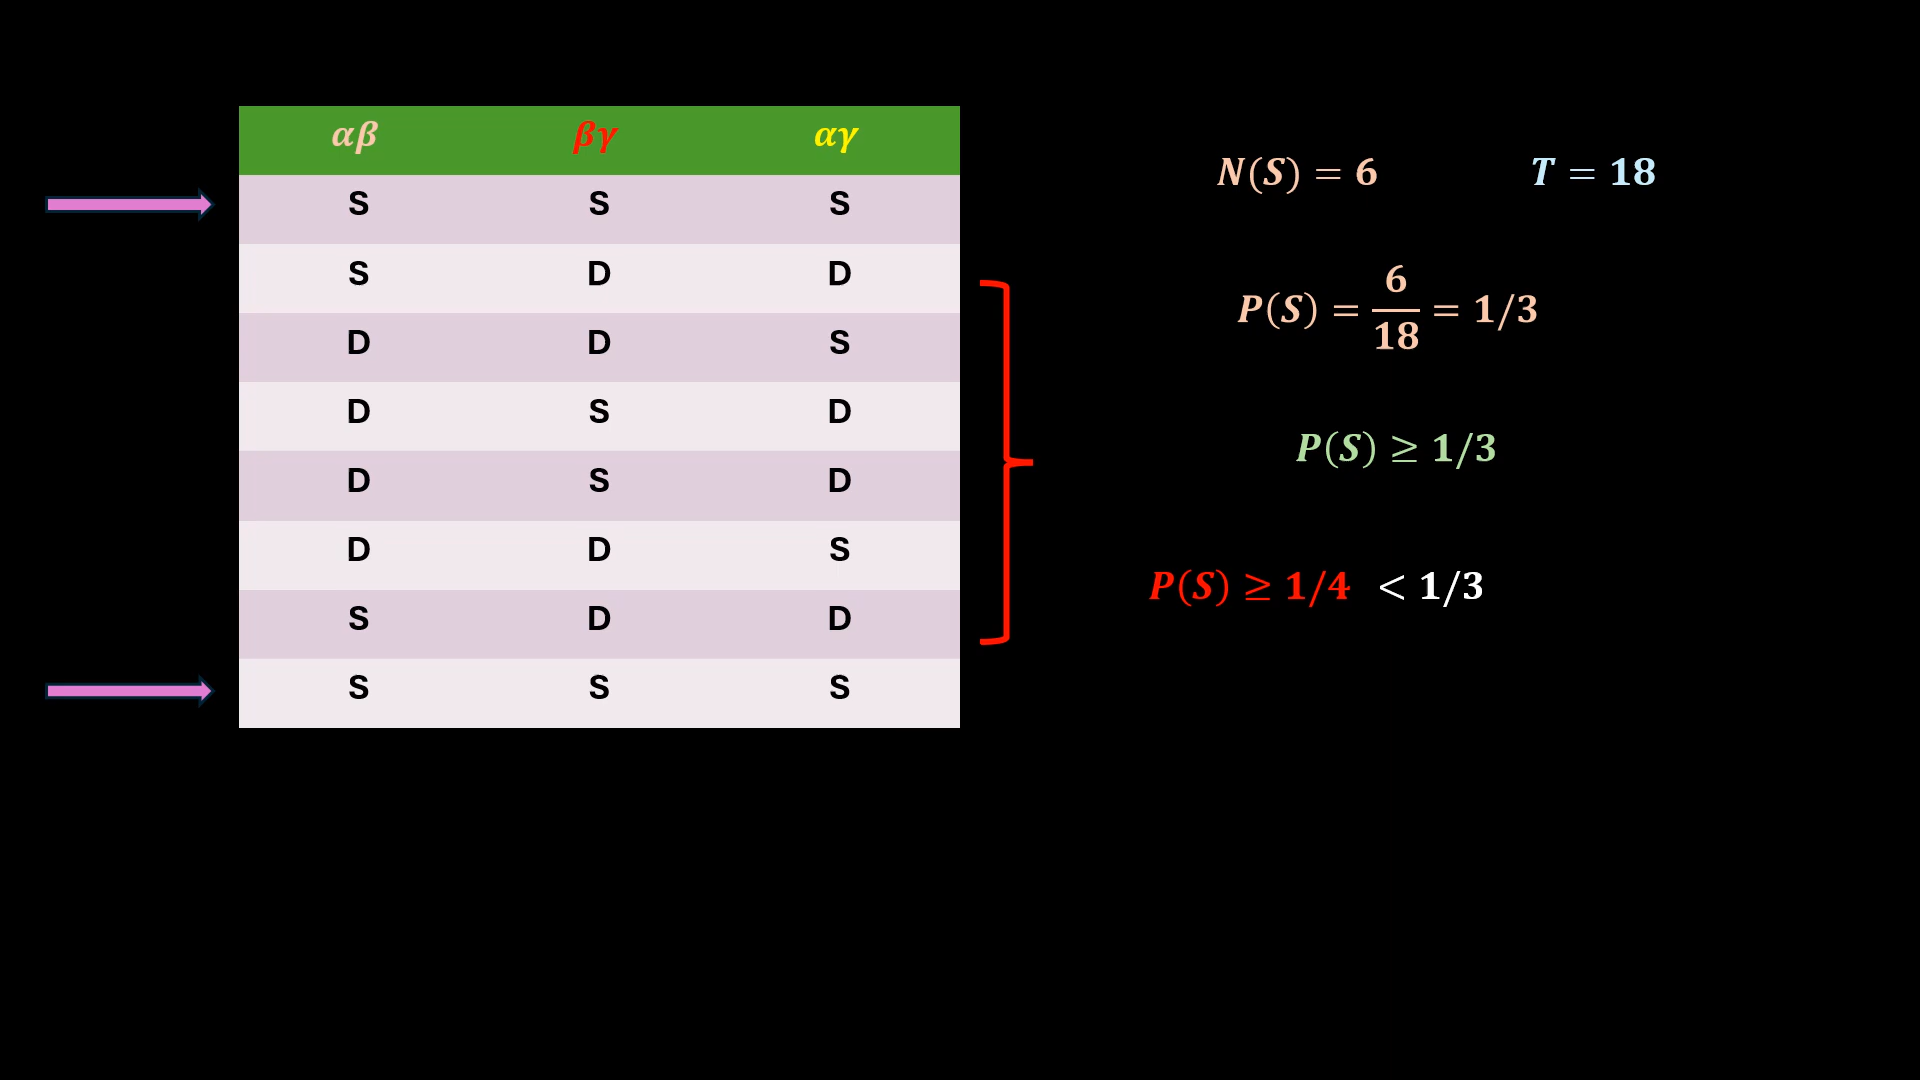 αβ βγ αγ
S S S
S D D
D D S
D S D
D S D
D D S
S D D
S S S
N(S) = 6 T = 18
P(S) = 6/18 = 1/3
P(S) ≥ 1/3
P(S) ≥ 1/4 < 1/3